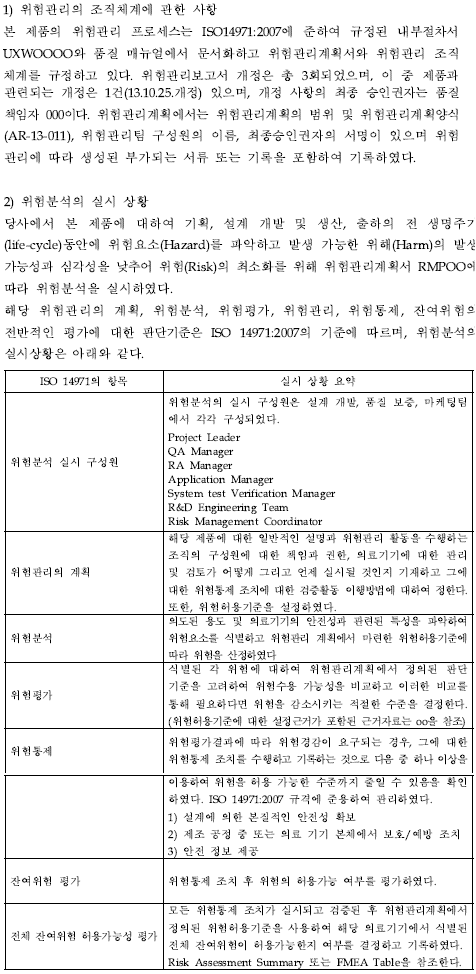 1) 위험관리의 조직체계에 관한 사항
본 제품의 위험관리 프로세스는 ISO14971:2007에 준하여 규정된 내부절차서
UXWOOOO와 품질 매뉴얼에서 문서화하고 위험관리계획서와 위험관리 조직
체계를 규정하고 있다. 위험관리보고서 개정은 총 3회되었으며, 이 중 제품과
관련되는 개정은 1건(13.10.25.개정) 있으며, 개정 사항의 최종 승인권자는 품질
책임자 000이다. 위험관리계획에서는 위험관리계획의 범위 및 위험관리계획양식
(AR-13-011), 위험관리팀 구성원의 이름, 최종승인권자의 서명이 있으며 위험
관리에 따라 생성된 부가되는 서류 또는 기록을 포함하여 기록하였다.
2) 위험분석의 실시 상황
당사에서 본 제품에 대하여 기획, 설계 개발 및 생산, 출하의 전 생명주기
(life-cycle)동안에 위험요소(Hazard)를 파악하고 발생 가능한 위해(Harm)의 발생
가능성과 심각성을 낮추어 위험(Risk)의 최소화를 위해 위험관리계획서 RMPOO에
따라 위험분석을 실시하였다.
해당 위험관리의 계획, 위험분석, 위험평가, 위험관리, 위험통제, 잔여위험의
전반적인 평가에 대한 판단기준은 ISO 14971:2007의 기준에 따르며, 위험분석의
실시상황은 아래와 같다.
ISO 14971의 항목
실시 상황 요약
위험분석 실시 구성원
위험분석의 실시 구성원은 설계 개발, 품질 보증, 마케팅팀
에서 각각 구성되었다.
Project Leader
QA Manager
RA Manager
Application Manager
System test Verification Manager
R&D Engineering Team
Risk Management Coordinator
위험관리의 계획
해당 제품에 대한 일반적인 설명과 위험관리 활동을 수행하는
조직의 구성원에 대한 책임과 권한, 의료기기에 대한 관리
및 검토가 어떻게 그리고 언제 실시될 것인지 기재하고 그에
대한 위험통제 조치에 대한 검증활동 이행방법에 대하여 정한다.
또한, 위험허용기준을 설정하였다.
위험분석
의도된 용도 및 의료기기의 안전성과 관련된 특성을 파악하여
위험요소를 식별하고 위험관리 계획에서 마련한 위험허용기준에
따라 위험을 산정하였다
위험평가
식별된 각 위험에 대하여 위험관리계획에서 정의된 판단
기준을 고려하여 위험수용 가능성을 비교하고 이러한 비교를
통해 필요하다면 위험을 감소시키는 적절한 수준을 결정한다.
(위험허용기준에 대한 설정근거가 포함된 근거자료는 oo을 참조)
위험통제
위험평가결과에 따라 위험경감이 요구되는 경우, 그에 대한
위험통제 조치를 수행하고 기록하는 것으로 다음 중 하나 이상을
이용하여 위험을 허용 가능한 수준까지 줄일 수 있음을 확인
하였다. ISO 14971:2007 규격에 준용하여 관리하였다.
1) 설계에 의한 본질적인 안전성 확보
2) 제조 공정 중 또는 의료 기기 본체에서 보호/예방 조치
3) 안전 정보 제공
잔여위험 평가
위험통제 조치 후 위험의 허용가능 여부를 평가하였다.
전체 잔여위험 허용가능성 평가
모든 위험통제 조치가 실시되고 검증된 후 위험관리계획에서
정의된 위험허용기준을 사용하여 해당 의료기기에서 식별된
전체 잔여위험이 허용가능한지 여부를 결정하고 기록하였다.
Risk Assessment Summary 또는 FMEA Table을 참조한다.